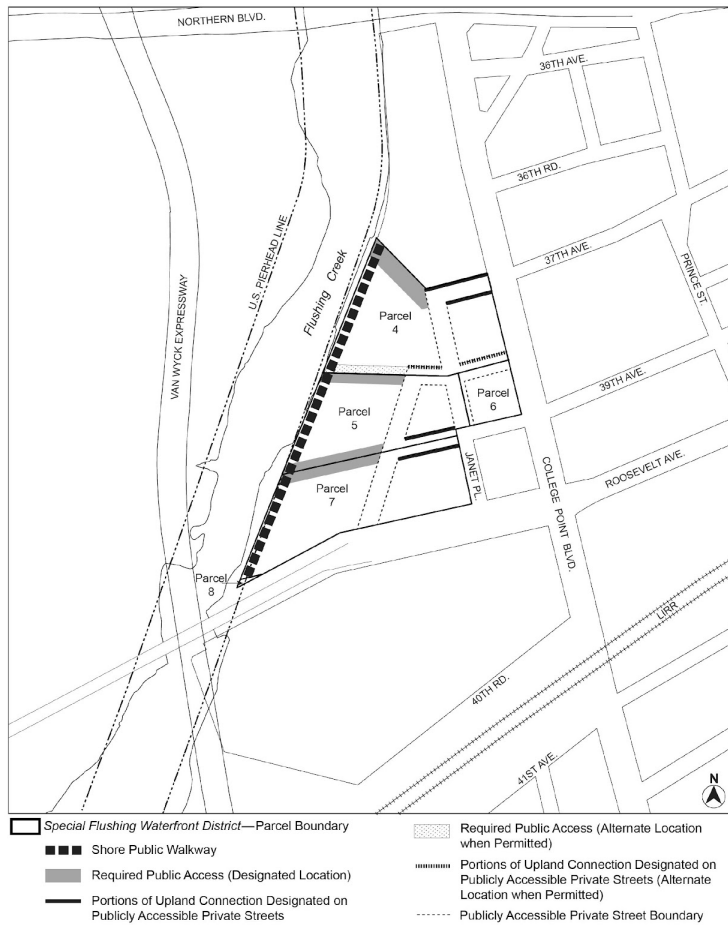 NORTHERN BLVD.
36TH AVE.
36TH RD.
37TH AVE.
PRINCE ST.
U.S. PIERHEAD LINE
Flushing Creek
VAN WYCK EXPRESSWAY
Parcel
4
39TH AVE.
Parcel
6
Parcel
5
ROOSEVELT AVE.
JANET PL.
COLLEGE POINT BLVD.
Parcel
7
Parcel
8
LIRR
40TH RD.
41ST AVE.
N
Special Flushing Waterfront District—Parcel Boundary
Shore Public Walkway
Required Public Access (Designated Location)
Portions of Upland Connection Designated on
Publicly Accessible Private Streets
Required Public Access (Alternate Location
when Permitted)
Portions of Upland Connection Designated on
Publicly Accessible Private Streets (Alternate
Location when Permitted)
Publicly Accessible Private Street Boundary